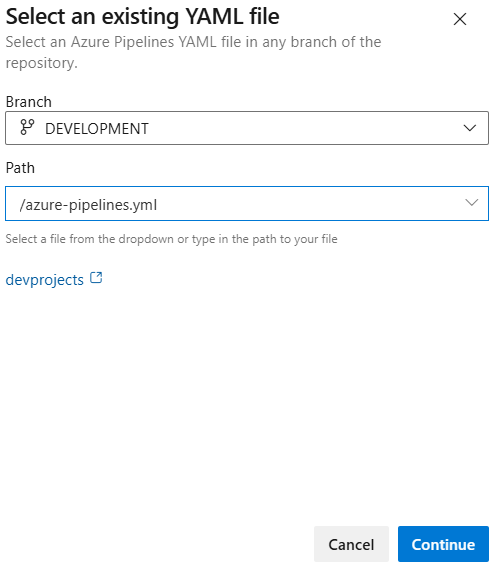 Select an existing YAML file
Select an Azure Pipelines YAML file in any branch of the
repository.
Branch
DEVELOPMENT
Path
/azure-pipelines.yml
Select a file from the dropdown or type in the path to your file
devprojects
Cancel
Continue